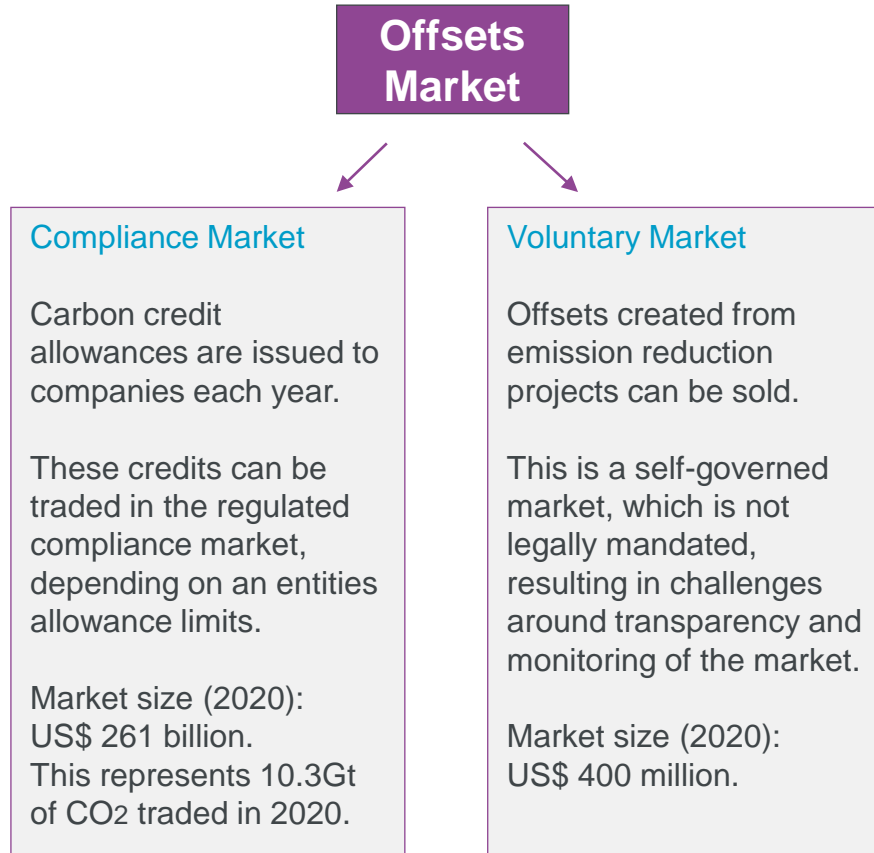 Offsets
Market
Compliance Market
Carbon credit
allowances are issued to
companies each year.
These credits can be
traded in the regulated
compliance market,
depending on an entities
allowance limits.
Market size (2020):
US$ 261 billion.
This represents 10.3Gt
of CO2 traded in 2020.
Voluntary Market
Offsets created from
emission reduction
projects can be sold.
This is a self-governed
market, which is not
legally mandated,
resulting in challenges
around transparency and
monitoring of the market.
Market size (2020):
US$ 400 million.